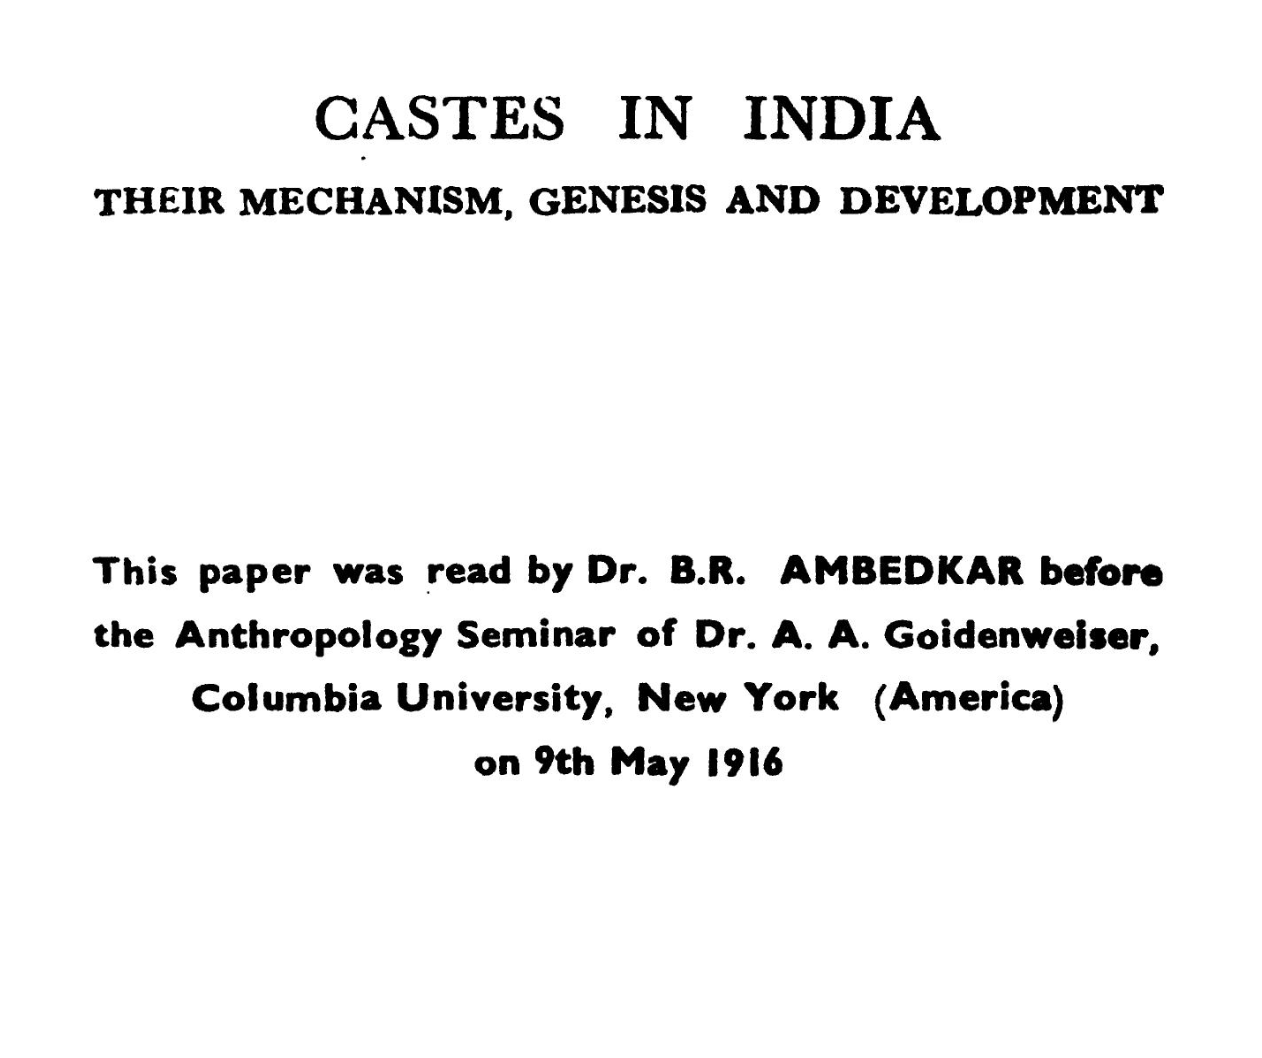 CASTES IN INDIA
THEIR MECHANISM, GENESIS AND DEVELOPMENT
This paper was read by Dr. B.R. AMBEDKAR before
the Anthropology Seminar of Dr. A. A. Goidenweiser,
Columbia University, New York (America)
on 9th May 1916